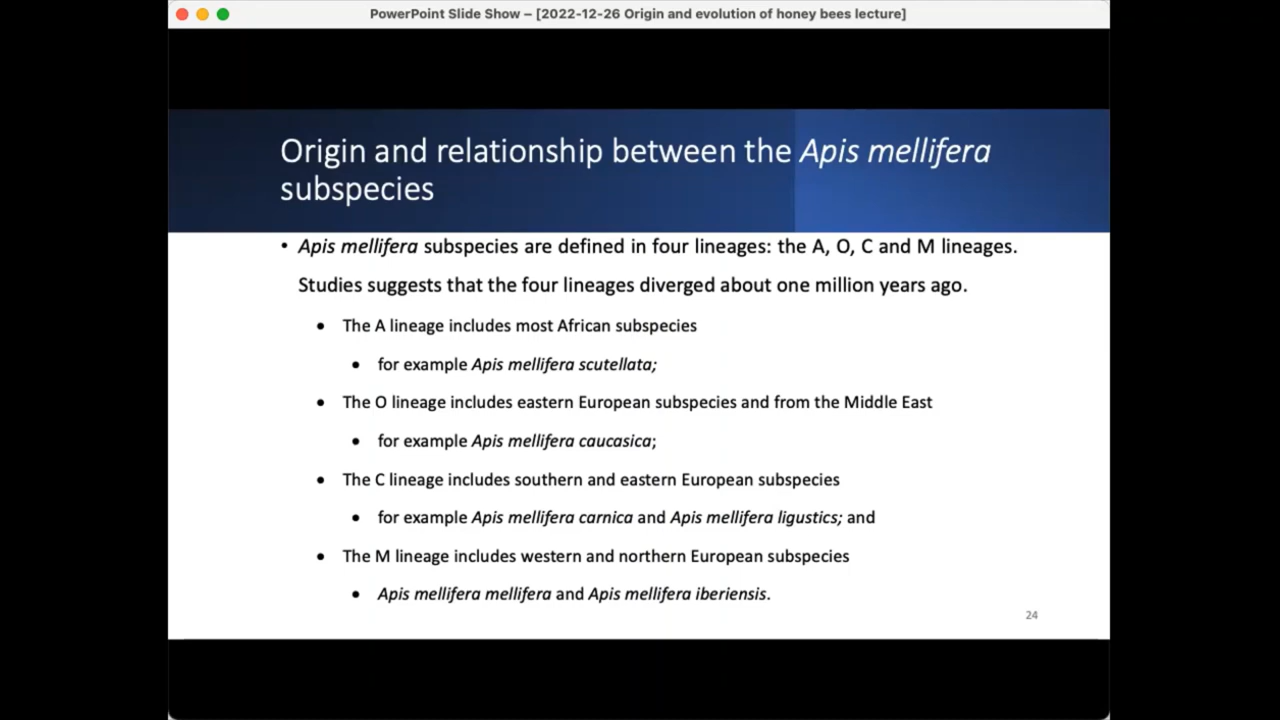 PowerPoint Slide Show – [2022-12-26 Origin and evolution of honey bees lecture]
Origin and relationship between the Apis mellifera
subspecies
• Apis mellifera subspecies are defined in four lineages: the A, O, C and M lineages.
Studies suggests that the four lineages diverged about one million years ago.
• The A lineage includes most African subspecies
• for example Apis mellifera scutellata;
• The O lineage includes eastern European subspecies and from the Middle East
• for example Apis mellifera caucasica;
• The C lineage includes southern and eastern European subspecies
• for example Apis mellifera carnica and Apis mellifera ligustics; and
• The M lineage includes western and northern European subspecies
• Apis mellifera mellifera and Apis mellifera iberiensis.
24